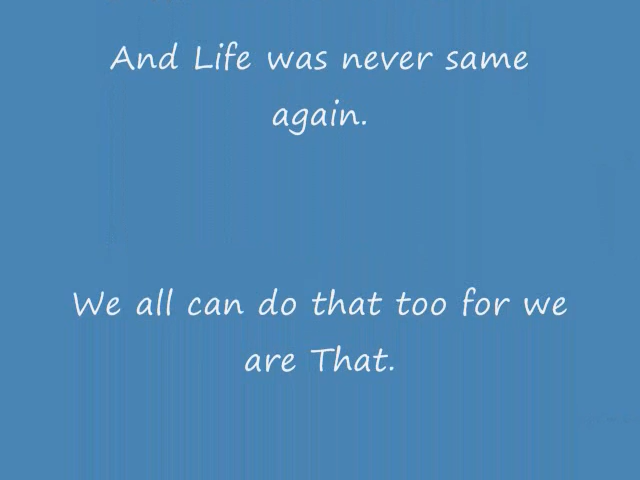 And Life was never same
again.
We all can do that too for we
are That.